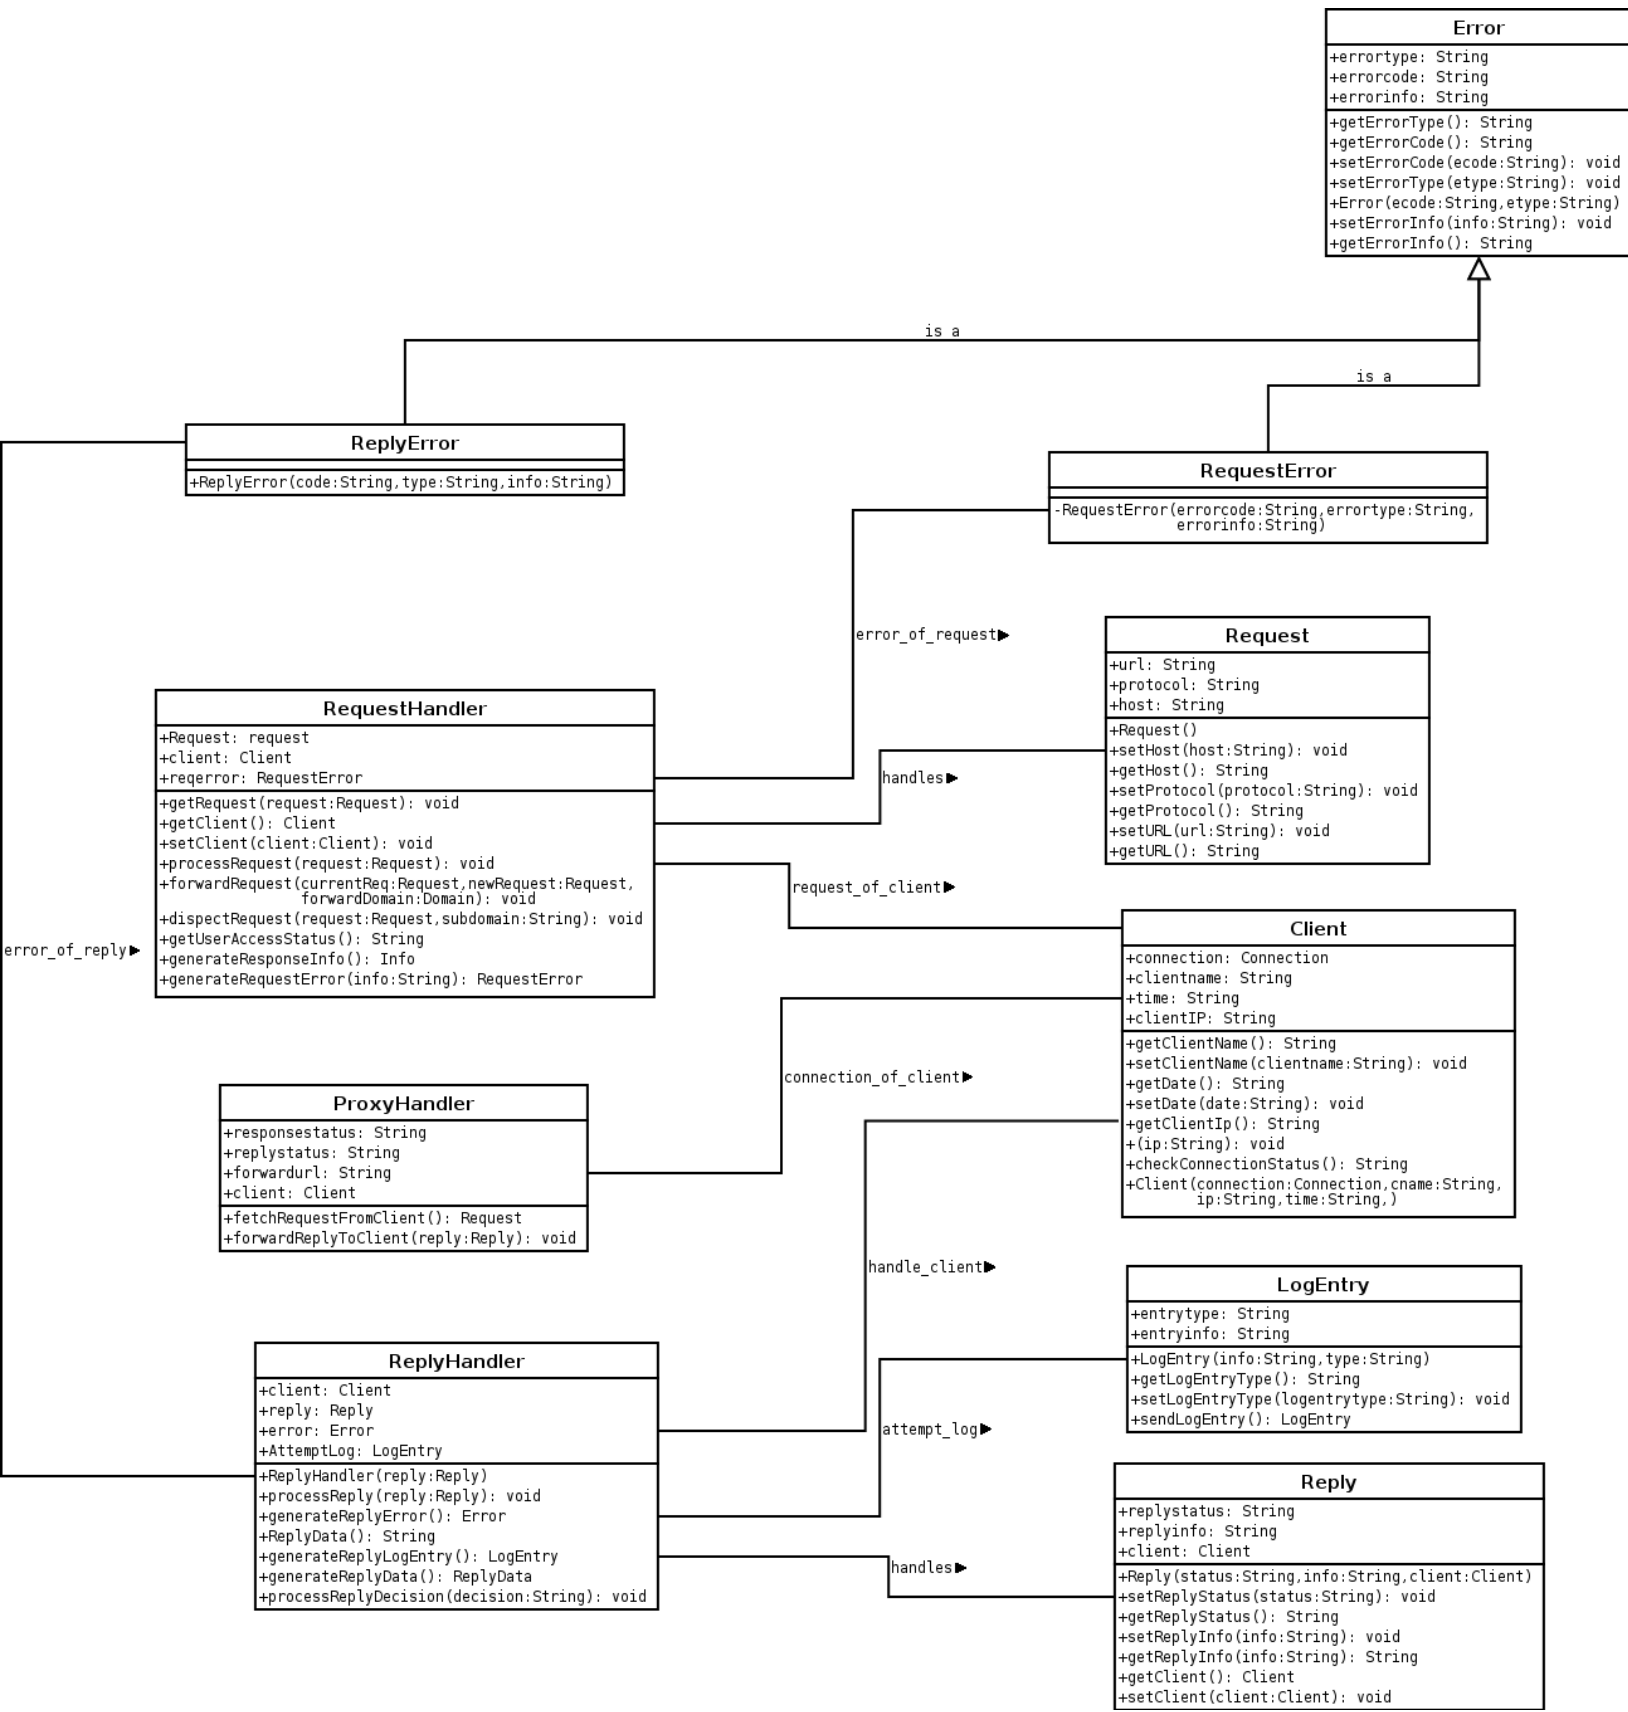 Error
+errortype: String
+errorcode: String
+errorinfo: String
+getErrorType(): String
+getErrorCode(): String
+setErrorCode(ecode:String): void
+setErrorType(etype:String): void
+Error(ecode:String,etype:String)
+setErrorInfo(info:String): void
+getErrorInfo(): String
is a
is a
ReplyError
+ReplyError(code:String,type:String,info:String)
RequestError
-RequestError(errorcode:String,errortype:String,
errorinfo:String)
error_of_request
Request
+url: String
+protocol: String
+host: String
+Request()
+setHost(host:String): void
+getHost(): String
+setProtocol(protocol:String): void
+getProtocol(): String
+setURL(url:String): void
+getURL(): String
RequestHandler
+Request: request
+client: Client
+reqerror: RequestError
+getRequest(request:Request): void
+getClient(): Client
+setClient(client:Client): void
+processRequest(request:Request): void
+forwardRequest(currentReq:Request,newRequest:Request,
forwardDomain:Domain): void
+dispectRequest(request:Request,subdomain:String): void
+getUserAccessStatus(): String
+generateResponseInfo(): Info
+generateRequestError(info:String): RequestError
handles
request_of_client
error_of_reply
Client
+connection: Connection
+clientname: String
+time: String
+clientIP: String
+getClientName(): String
+setClientName(clientname:String): void
+getDate(): String
+setDate(date:String): void
+getClientIp(): String
+(ip:String): void
+checkConnectionStatus(): String
+Client(connection:Connection,cname:String,
ip:String,time:String,)
connection_of_client
ProxyHandler
+responsestatus: String
+replystatus: String
+forwardurl: String
+client: Client
+fetchRequestFromClient(): Request
+forwardReplyToClient(reply:Reply): void
handle_client
LogEntry
+entrytype: String
+entryinfo: String
+LogEntry(info:String,type:String)
+getLogEntryType(): String
+setLogEntryType(logentrytype:String): void
+sendLogEntry(): LogEntry
ReplyHandler
+client: Client
+reply: Reply
+error: Error
+AttemptLog: LogEntry
+ReplyHandler(reply:Reply)
+processReply(reply:Reply): void
+generateReplyError(): Error
+ReplyData(): String
+generateReplyLogEntry(): LogEntry
+generateReplyData(): ReplyData
+processReplyDecision(decision:String): void
attempt_log
handles
Reply
+replystatus: String
+replyinfo: String
+client: Client
+Reply(status:String,info:String,client:Client)
+setReplyStatus(status:String): void
+getReplyStatus(): String
+setReplyInfo(info:String): void
+getReplyInfo(info:String): String
+getClient(): Client
+setClient(client:Client): void